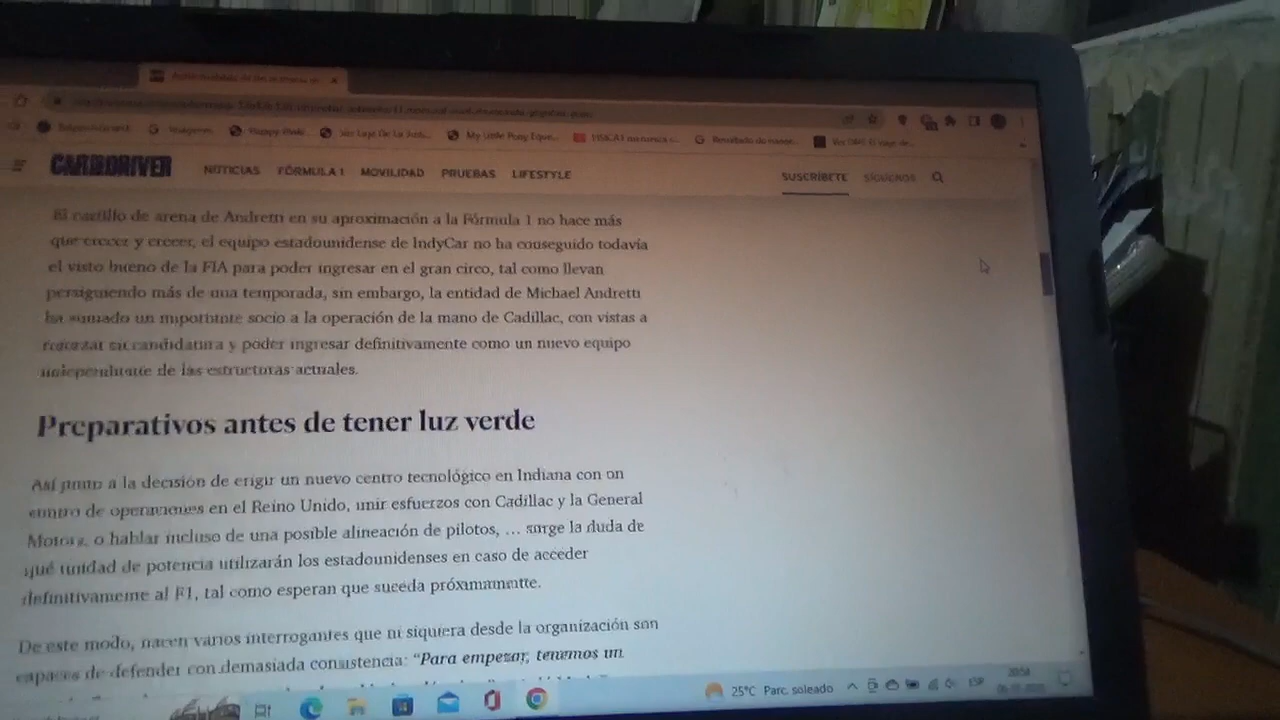 CAR AND DRIVER NOTICIAS FÓRMULA 1 MOVILIDAD PRUEBAS LIFESTYLE SUSCRÍBETE SÍGUENOS
El castillo de arena de Andretti en su aproximación a la Fórmula 1 no hace más
que crecer y crecer, el equipo estadounidense de IndyCar no ha conseguido todavía
el visto bueno de la FIA para poder ingresar en el gran circo, tal como llevan
persiguiendo más de una temporada, sin embargo, la entidad de Michael Andretti
ha sumado un importante socio a la operación de la mano de Cadillac, con vistas a
reforzar su candidatura y poder ingresar definitivamente como un nuevo equipo
independiente de las estructuras actuales.
Preparativos antes de tener luz verde
Así junto a la decisión de erigir un nuevo centro tecnológico en Indiana con un
centro de operaciones en el Reino Unido, unir esfuerzos con Cadillac y la General
Motors, o hablar incluso de una posible alineación de pilotos, ... surge la duda de
qué unidad de potencia utilizarán los estadounidenses en caso de acceder
definitivamente al F1, tal como esperan que suceda próximamente.
De este modo, nacen varios interrogantes que ni siquiera desde la organización son
capaces de defender con demasiada consistencia: "Para empezar, tenemos un
25°C Parc. soleado ESP